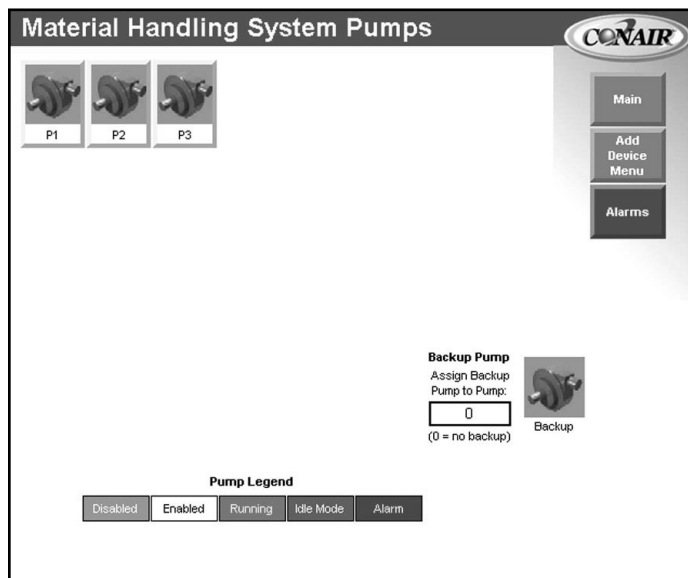 Material Handling System Pumps
CONAIR
P1 P2 P3
Main
Add
Device
Menu
Alarms
Backup Pump
Assign Backup
Pump to Pump:
0
(0 = no backup)
Backup
Pump Legend
Disabled Enabled Running Idle Mode Alarm